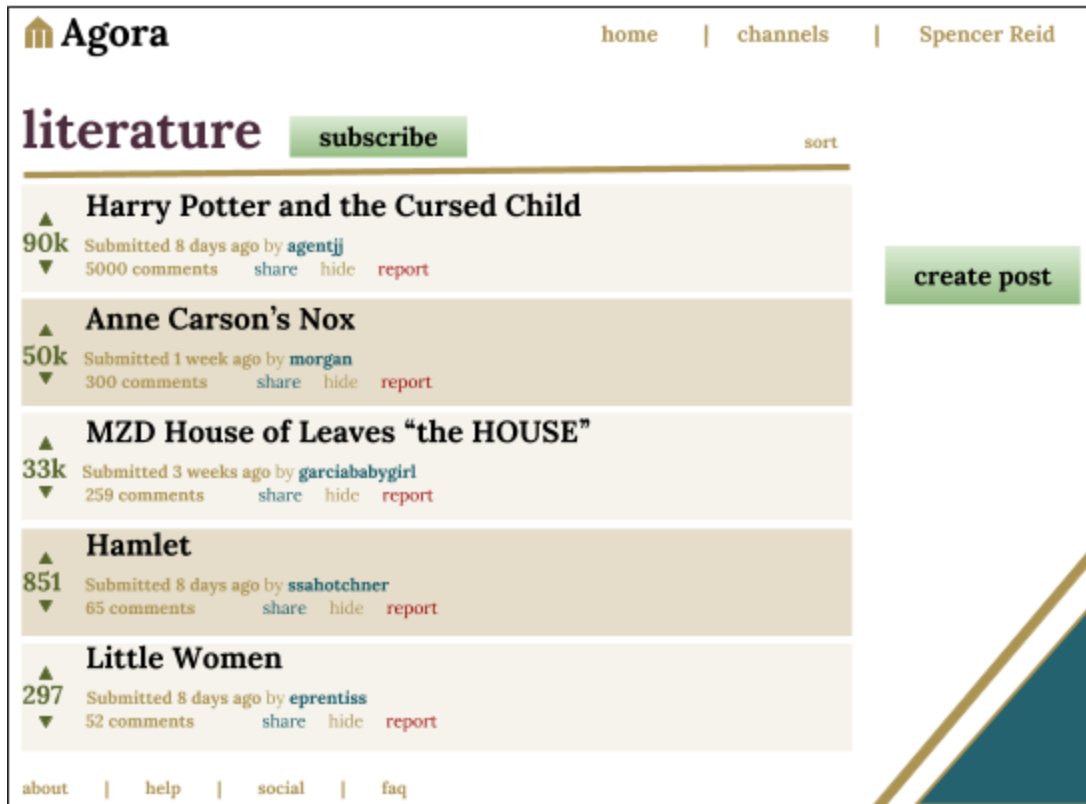 Agora
home | channels | Spencer Reid
literature subscribe
sort
Harry Potter and the Cursed Child
90k
Submitted 8 days ago by agentjj
5000 comments share hide report
create post
Anne Carson's Nox
50k
Submitted 1 week ago by morgan
300 comments share hide report
MZD House of Leaves “the HOUSE”
33k
Submitted 3 weeks ago by garciababygirl
259 comments share hide report
Hamlet
851
Submitted 8 days ago by ssahotchner
65 comments share hide report
Little Women
297
Submitted 8 days ago by eprentiss
52 comments share hide report
about | help | social | faq